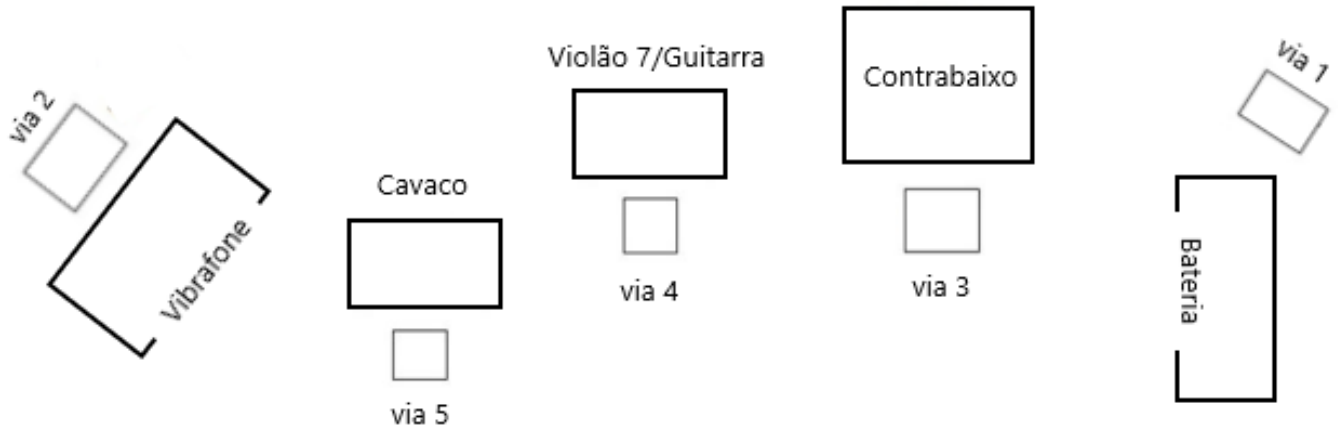 Violão 7/Guitarra
Contrabaixo
via 1
via 2
Cavaco
Vibrafone
Bateria
via 4
via 3
via 5